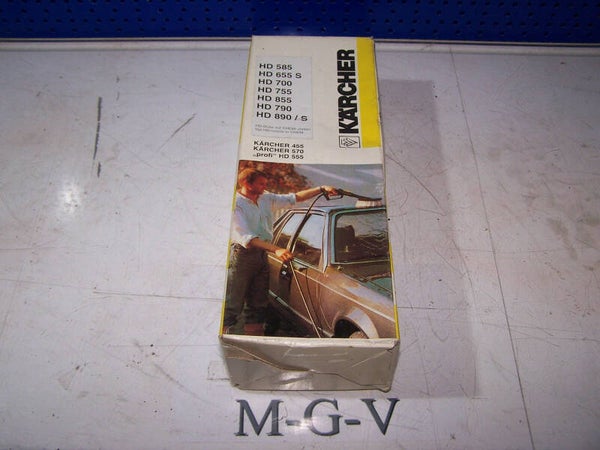 HD 585
HD 655 S
HD 700
HD 755
HD 855
HD 790
HD 890 / S
KÄRCHER 455
KÄRCHER 570
„profi" HD 555
KÄRCHER
M-G-V